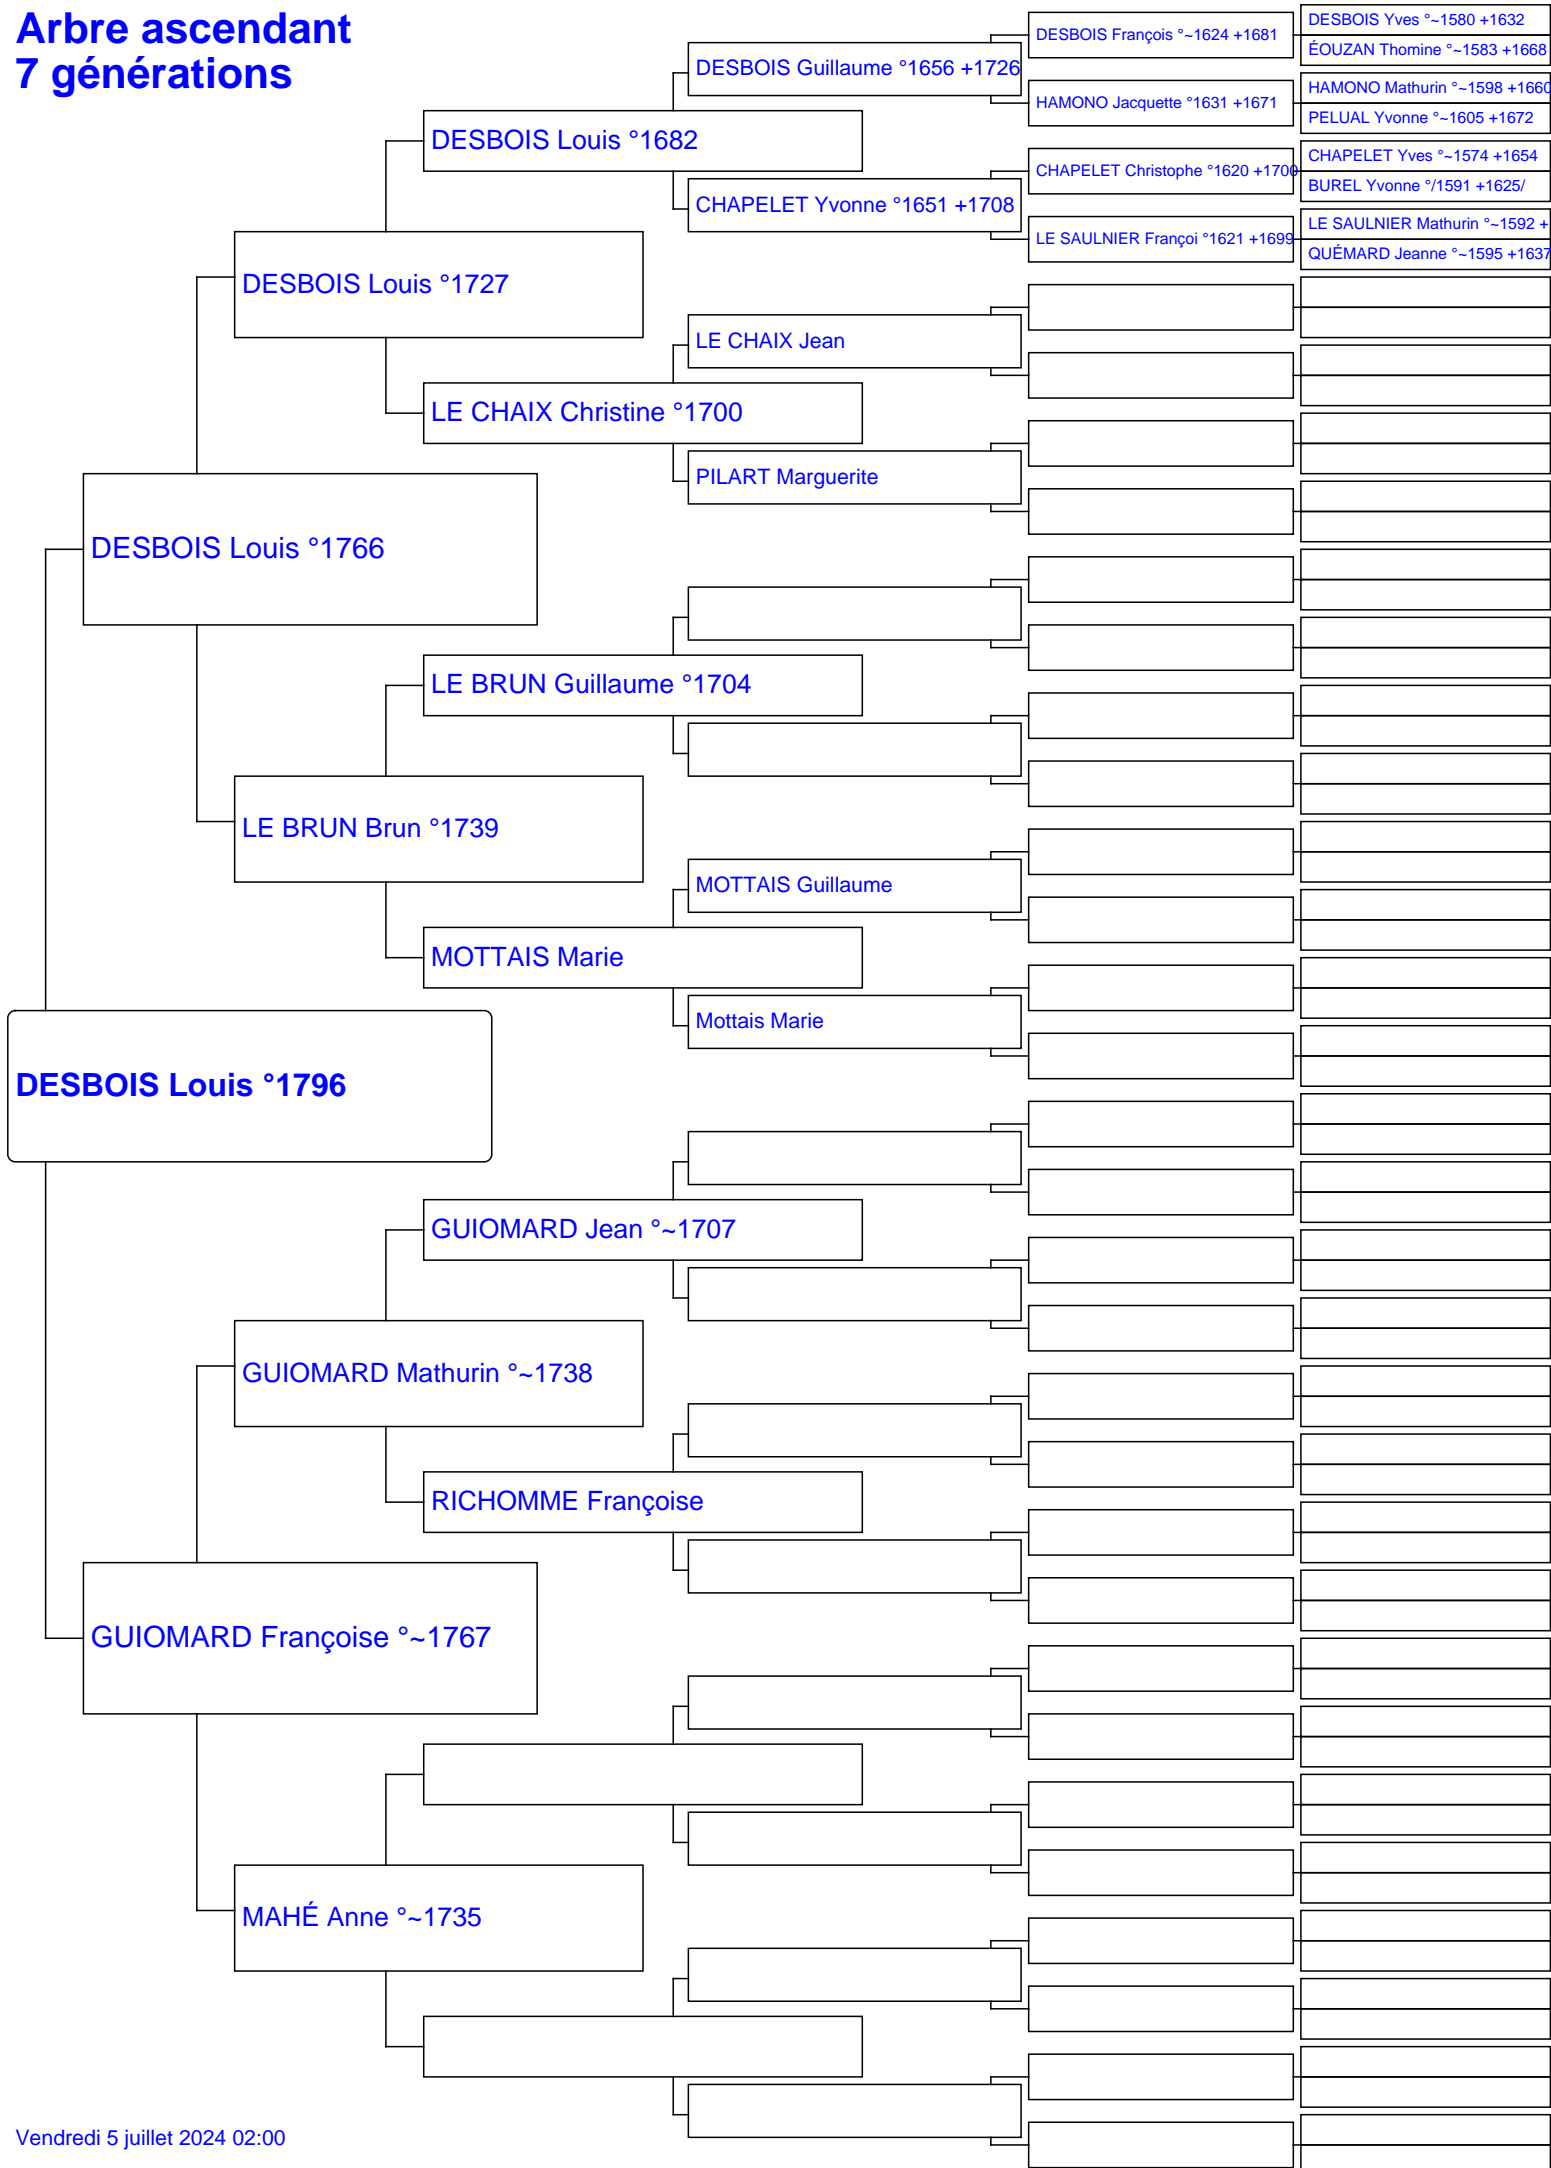 Arbre ascendant
7 générations
DESBOIS Yves °~1580 +1632
DESBOIS François °~1624 +1681
ÉOUZAN Thomine °~1583 +1668
DESBOIS Guillaume °1656 +1726
HAMONO Mathurin °~1598 +1660
HAMONO Jacquette °1631 +1671
PELUAL Yvonne °~1605 +1672
DESBOIS Louis °1682
CHAPELET Yves °~1574 +1654
CHAPELET Christophe °1620 +1700
BUREL Yvonne °/1591 +1625/
CHAPELET Yvonne °1651 +1708
LE SAULNIER Mathurin °~1592 +
LE SAULNIER Françoi °1621 +1699
QUÉMARD Jeanne °~1595 +1637
DESBOIS Louis °1727
LE CHAIX Jean
LE CHAIX Christine °1700
PILART Marguerite
DESBOIS Louis °1766
LE BRUN Guillaume °1704
LE BRUN Brun °1739
MOTTAIS Guillaume
MOTTAIS Marie
Mottais Marie
DESBOIS Louis °1796
GUIOMARD Jean °~1707
GUIOMARD Mathurin °~1738
RICHOMME Françoise
GUIOMARD Françoise °~1767
MAHÉ Anne °~1735
Vendredi 5 juillet 2024 02:00